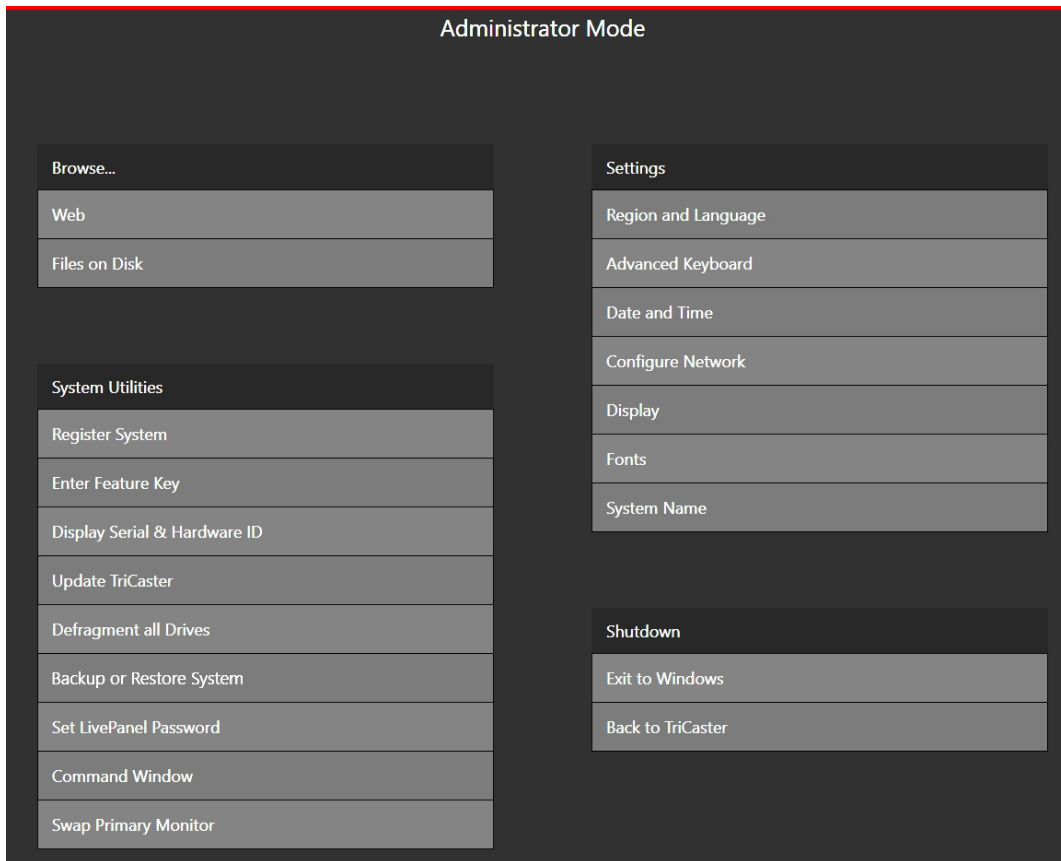 Administrator Mode
Browse...
Web
Files on Disk
System Utilities
Register System
Enter Feature Key
Display Serial & Hardware ID
Update TriCaster
Defragment all Drives
Backup or Restore System
Set LivePanel Password
Command Window
Swap Primary Monitor
Settings
Region and Language
Advanced Keyboard
Date and Time
Configure Network
Display
Fonts
System Name
Shutdown
Exit to Windows
Back to TriCaster